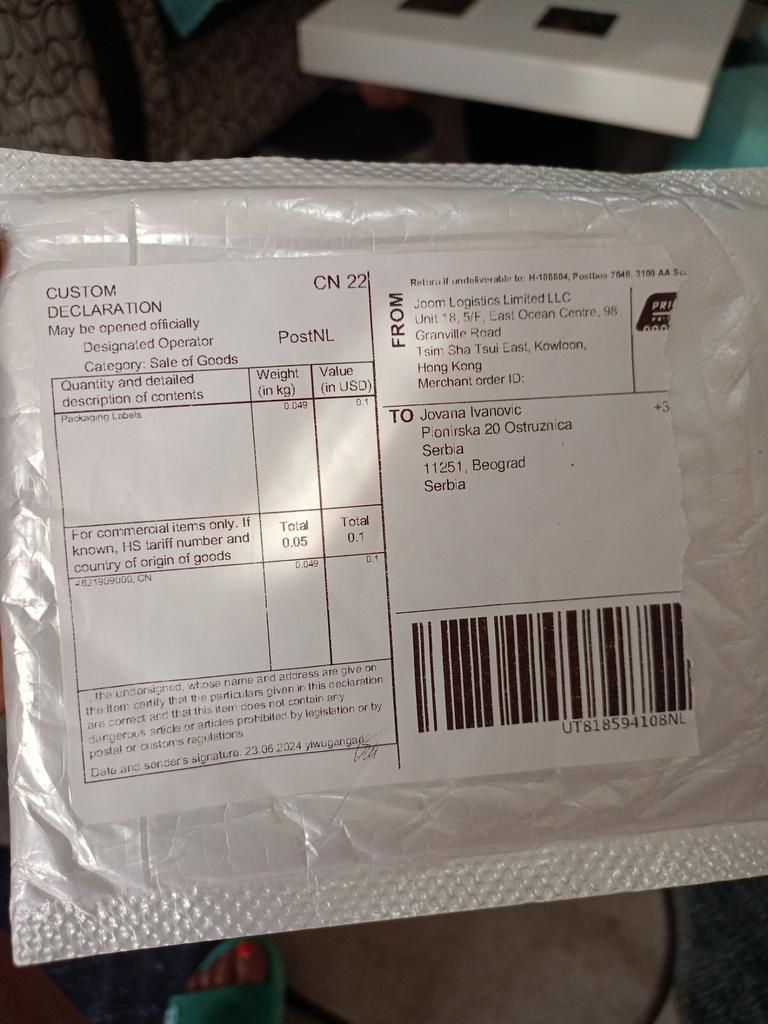 CUSTOM
DECLARATION
CN 22
May be opened officially
Designated Operator
PostNL
Category: Sale of Goods
Quantity and detailed
description of contents
Weight
(in kg)
Value
(in USD)
Packaging Labels
0.049
0.1
For commercial items only. If
known, HS tariff number and
country of origin of goods
Total
0.05
Total
0.1
4821909000, CN
0.049
0.1
, the undersigned, whose name and address are give on
the item certify that the particulars given in this declaration
are correct and that this item does not contain any
dangerous article or articles prohibited by legislation or by
postal or customs regulations
Date and sender's signature: 23.06.2024 yiwugangan
Return if undeliverable to: H-106604, Postbus 7040, 3109 AA
FROM
Joom Logistics Limited LLC
Unit 18, 5/F, East Ocean Centre, 98
Granville Road
Tsim Sha Tsui East, Kowloon,
Hong Kong
Merchant order ID:
PRI
TO
Jovana Ivanovic
+3
Pionirska 20 Ostruznica
Serbia
11251, Beograd
Serbia
UT818594108NL